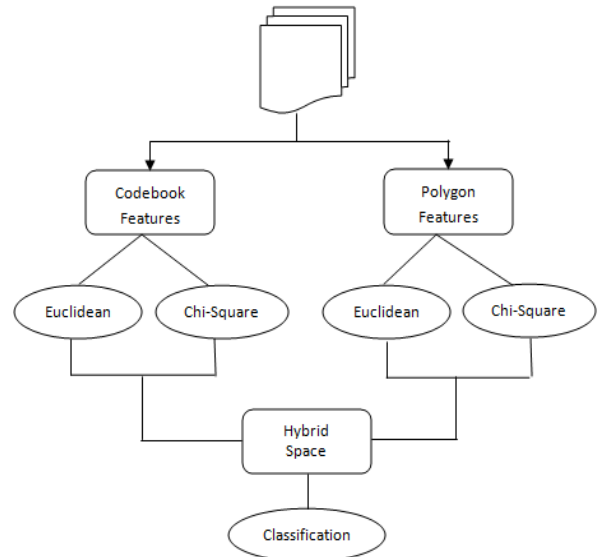 Codebook
Features
Polygon
Features
Euclidean
Chi-Square
Euclidean
Chi-Square
Hybrid
Space
Classification